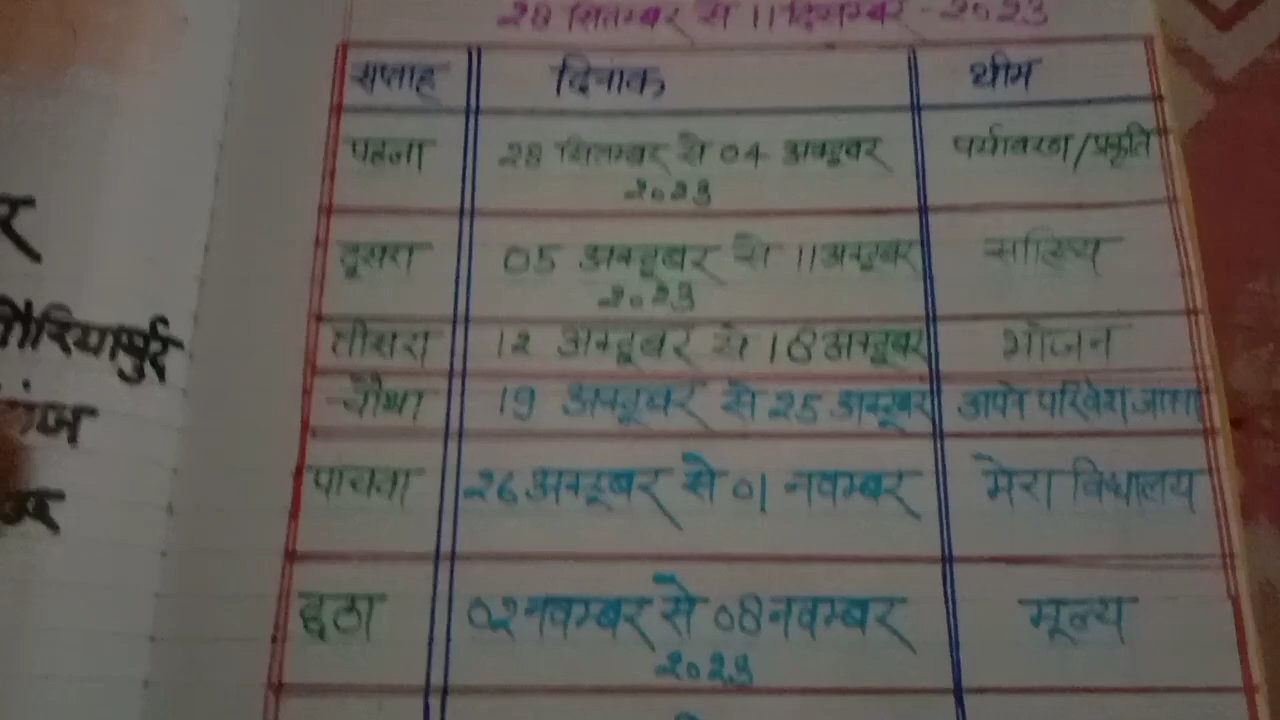 28 सितम्बर से 11 दिसम्बर - 2023
सप्ताह दिनाक थीम
पहला 28 सितम्बर से 04 अक्टूबर पर्यावरण/प्रकृति
2023
दूसरा 05 अक्टूबर से 11 अक्टूबर साहित्य
2023
तीसरा 12 अक्टूबर से 18 अक्टूबर भोजन
चौथा 19 अक्टूबर से 25 अक्टूबर
पांचवा 26 अक्टूबर से 01 नवम्बर मेरा विद्यालय
छठा 02 नवम्बर से 08 नवम्बर मूल्य
2023